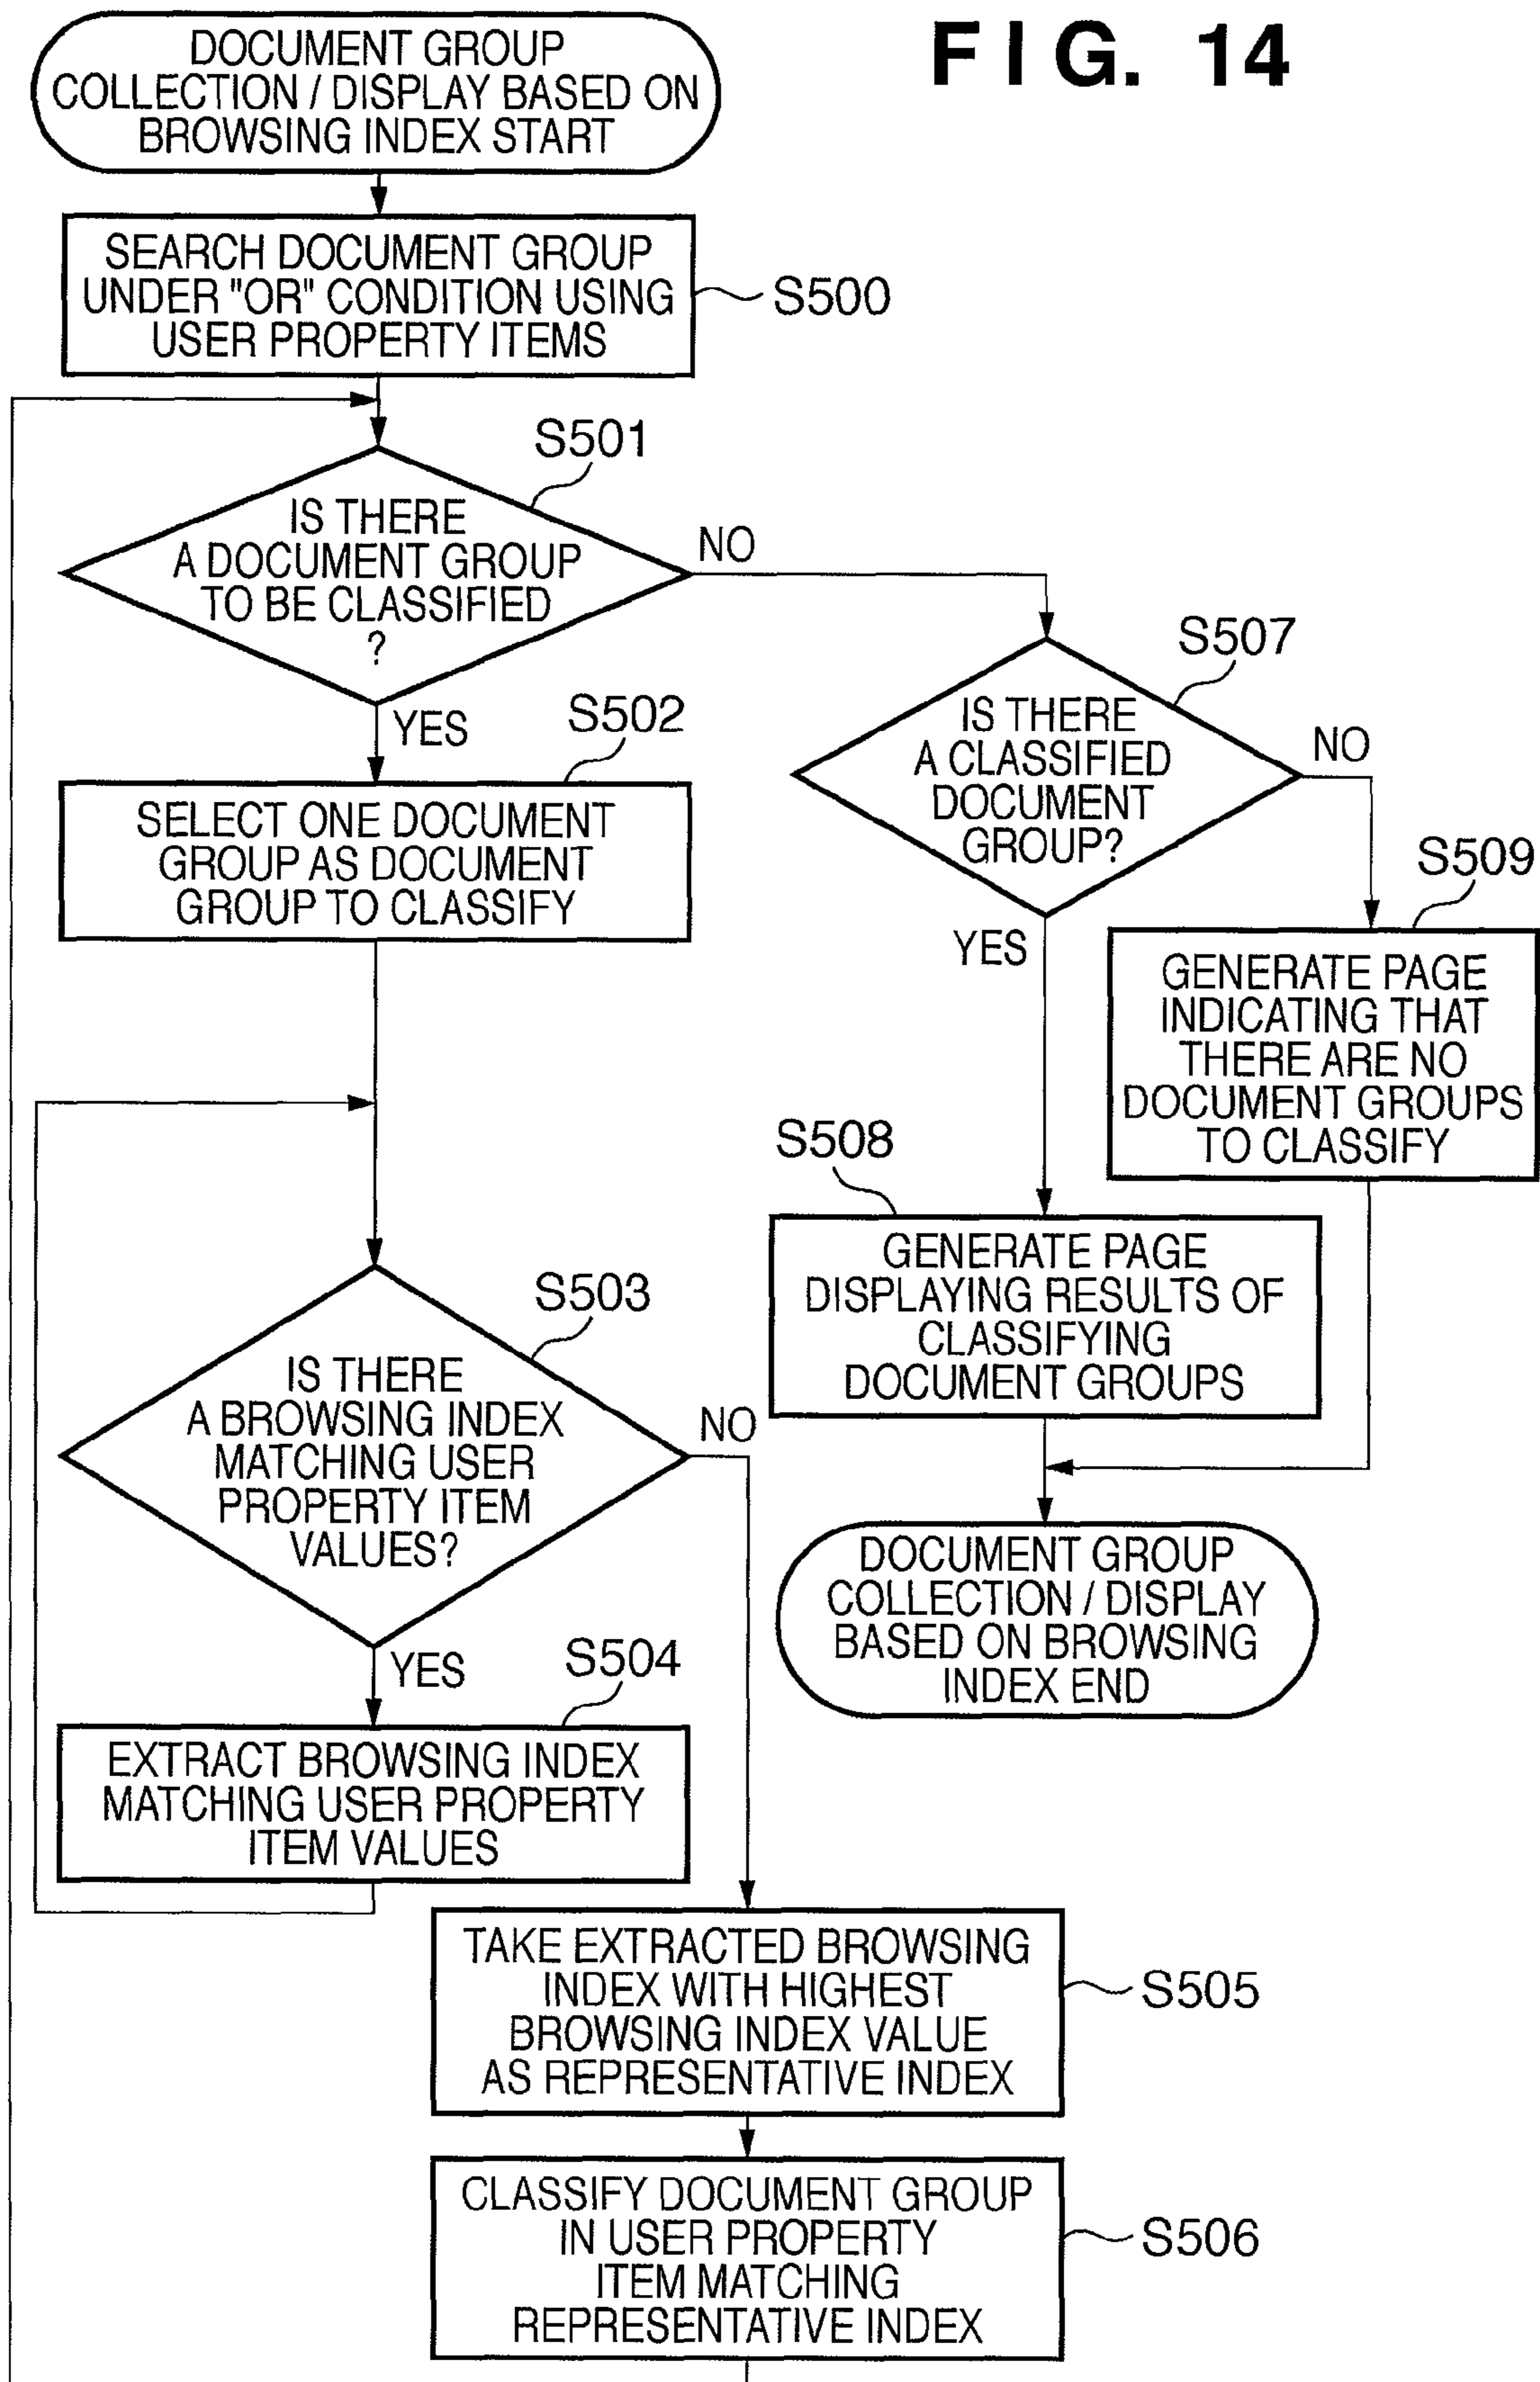 FIG. 14
DOCUMENT GROUP
COLLECTION / DISPLAY BASED ON
BROWSING INDEX START
SEARCH DOCUMENT GROUP
UNDER "OR" CONDITION USING
USER PROPERTY ITEMS
S500
S501
IS THERE
A DOCUMENT GROUP
TO BE CLASSIFIED
?
NO
YES
S502
SELECT ONE DOCUMENT
GROUP AS DOCUMENT
GROUP TO CLASSIFY
S503
IS THERE
A BROWSING INDEX
MATCHING USER
PROPERTY ITEM
VALUES?
NO
YES
S504
EXTRACT BROWSING INDEX
MATCHING USER PROPERTY
ITEM VALUES
TAKE EXTRACTED BROWSING
INDEX WITH HIGHEST
BROWSING INDEX VALUE
AS REPRESENTATIVE INDEX
S505
CLASSIFY DOCUMENT GROUP
IN USER PROPERTY
ITEM MATCHING
REPRESENTATIVE INDEX
S506
S507
IS THERE
A CLASSIFIED
DOCUMENT
GROUP?
NO
YES
S509
GENERATE PAGE
INDICATING THAT
THERE ARE NO
DOCUMENT GROUPS
TO CLASSIFY
S508
GENERATE PAGE
DISPLAYING RESULTS OF
CLASSIFYING
DOCUMENT GROUPS
DOCUMENT GROUP
COLLECTION / DISPLAY
BASED ON BROWSING
INDEX END